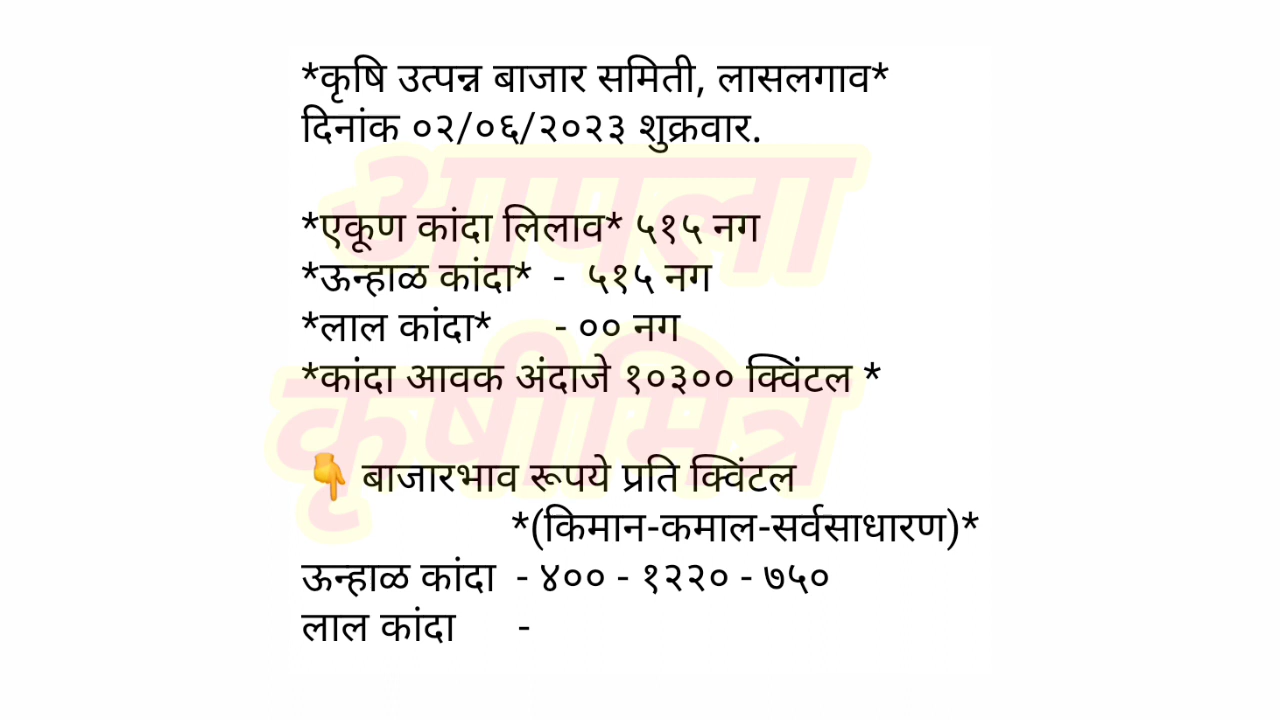 *कृषि उत्पन्न बाजार समिती, लासलगाव*
दिनांक ०२/०६/२०२३ शुक्रवार.
आपला
*एकूण कांदा लिलाव* ५१५ नग
*ऊन्हाळ कांदा* - ५१५ नग
*लाल कांदा* - ०० नग
*कांदा आवक अंदाजे १०३०० क्विंटल *
कृषीमित्र
👇 बाजारभाव रूपये प्रति क्विंटल
*(किमान-कमाल-सर्वसाधारण)*
ऊन्हाळ कांदा - ४०० - १२२० - ७५०
लाल कांदा -